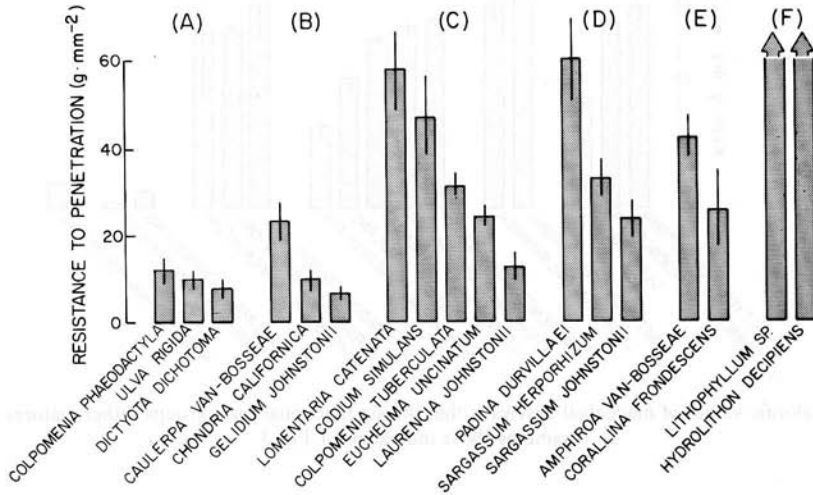 (A) (B) (C) (D) (E) (F)
RESISTANCE TO PENETRATION (g·mm⁻²)
60
40
20
0
COLPOMENIA PHAEODACTYLA
ULVA RIGIDA
DICTYOTA DICHOTOMA
CAULERPA VAN-BOSSEAE
CHONDRIA CALIFORNICA
GELIDIUM JOHNSTONII
LOMENTARIA CATENATA
CODIUM SIMULANS
COLPOMENIA TUBERCULATA
EUCHEUMA UNCINATUM
LAURENCIA JOHNSTONII
PADINA DURVILLAEI
SARGASSUM HERPORHIZUM
SARGASSUM JOHNSTONII
AMPHIROA VAN-BOSSEAE
CORALLINA FRONDESCENS
LITHOPHYLLUM SP.
HYDROLITHON DECIPIENS